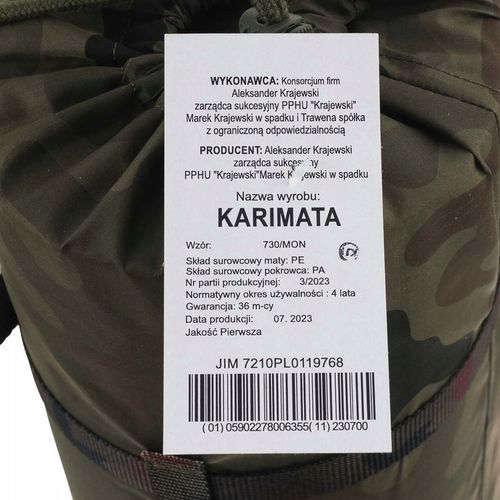 WYKONAWCA: Konsorcjum firm
Aleksander Krajewski
zarządca sukcesyjny PPHU "Krajewski"
Marek Krajewski w spadku i Trawena spółka
z ograniczoną odpowiedzialnością
PRODUCENT: Aleksander Krajewski
zarządca sukcesyjny
PPHU "Krajewski"Marek Krajewski w spadku
Nazwa wyrobu:
KARIMATA
Wzór: 730/MON
Skład surowcowy maty: PE
Skład surowcowy pokrowca: PA
Nr partii produkcyjnej: 3/2023
Normatywny okres używalności : 4 lata
Gwarancja: 36 m-cy
Data produkcji: 07. 2023
Jakość Pierwsza
JIM 7210PL0119768
(01) 05902278006355(11) 230700